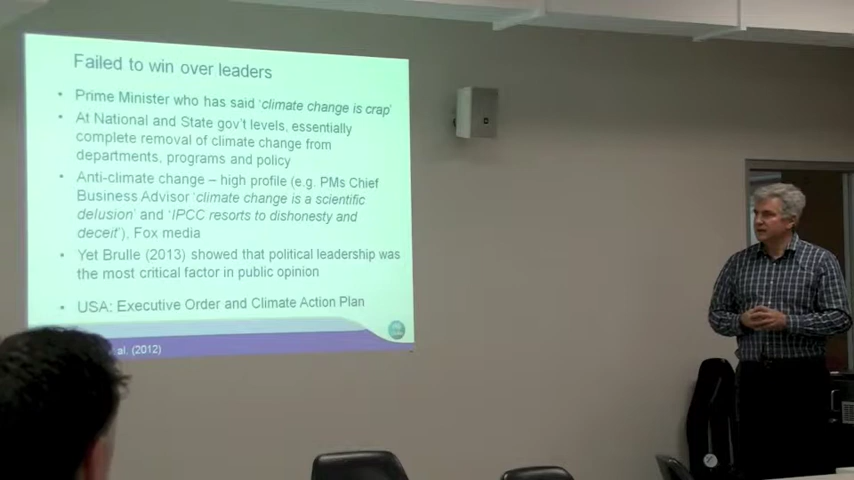 Failed to win over leaders
• Prime Minister who has said ‘climate change is crap’
• At National and State gov’t levels, essentially
complete removal of climate change from
departments, programs and policy
• Anti-climate change – high profile (e.g. PMs Chief
Business Advisor ‘climate change is a scientific
delusion’ and ‘IPCC resorts to dishonesty and
deceit’), Fox media
• Yet Brulle (2013) showed that political leadership was
the most critical factor in public opinion
• USA: Executive Order and Climate Action Plan
al. (2012)